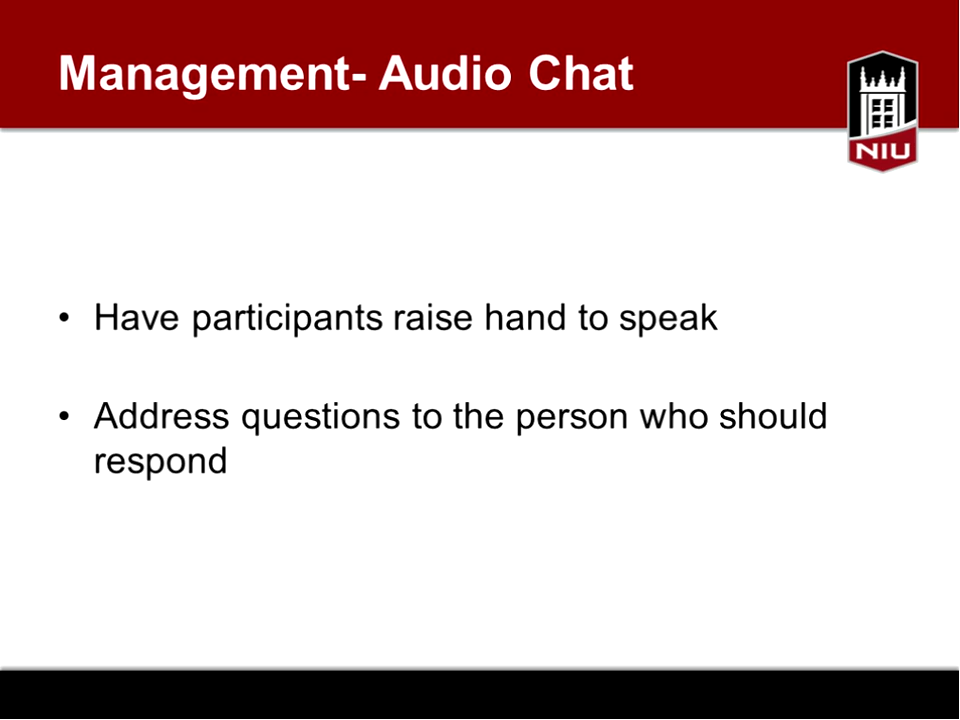 Management- Audio Chat
NIU
• Have participants raise hand to speak
• Address questions to the person who should
respond